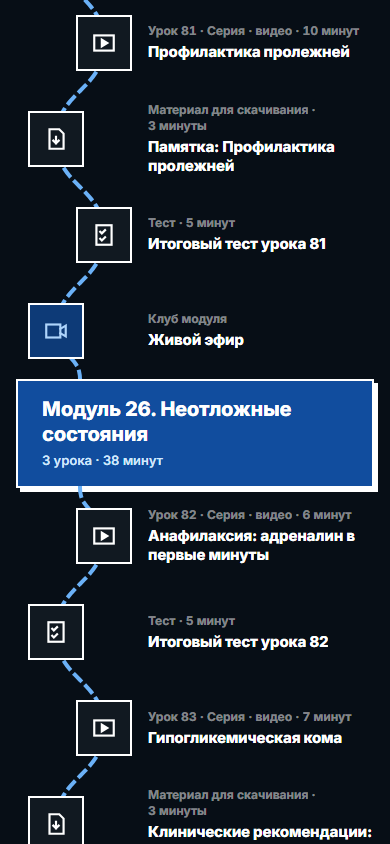 Урок 81 · Серия · видео · 10 минут
Профилактика пролежней
Материал для скачивания ·
3 минуты
Памятка: Профилактика
пролежней
Тест · 5 минут
Итоговый тест урока 81
Клуб модуля
Живой эфир
Модуль 26. Неотложные
состояния
3 урока · 38 минут
Урок 82 · Серия · видео · 6 минут
Анафилаксия: адреналин в
первые минуты
Тест · 5 минут
Итоговый тест урока 82
Урок 83 · Серия · видео · 7 минут
Гипогликемическая кома
Материал для скачивания ·
3 минуты
Клинические рекомендации: